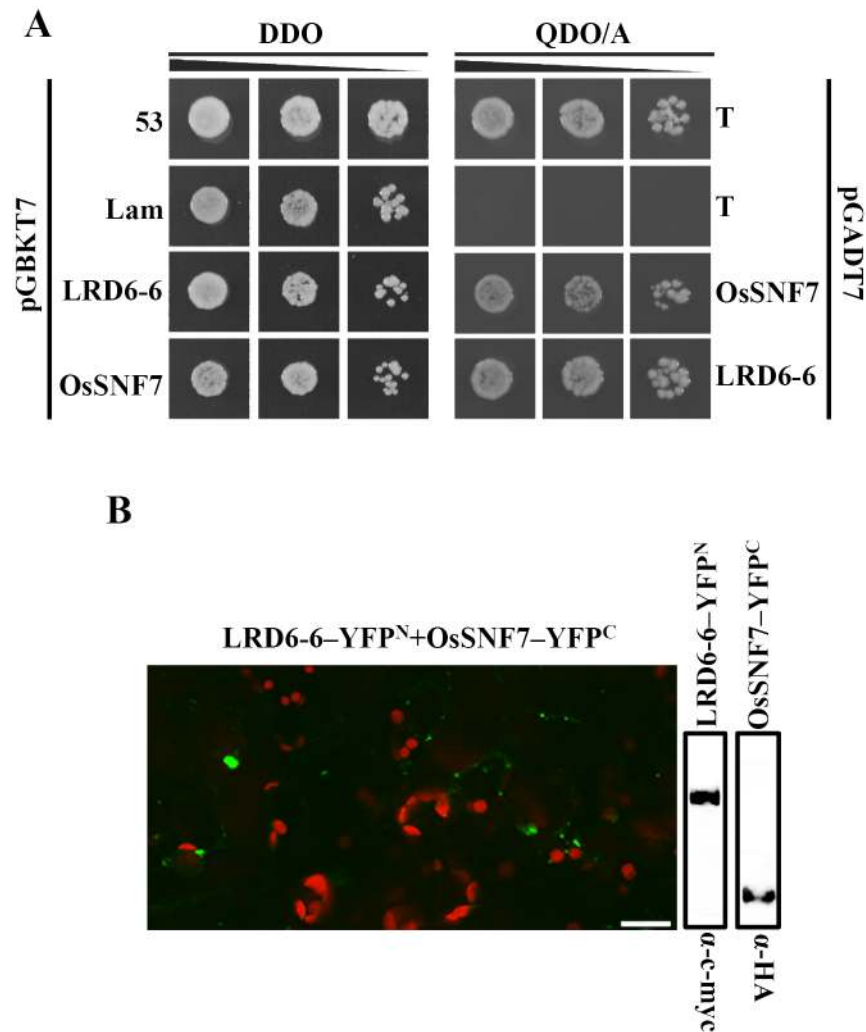 A
DDO QDO/A
pGBKT7
53 T
Lam T
LRD6-6 OsSNF7
OsSNF7 LRD6-6
pGADT7
B
LRD6-6–YFPᴺ+OsSNF7–YFPᶜ
LRD6-6–YFPᴺ
OsSNF7–YFPᶜ
α-c-myc
α-HA